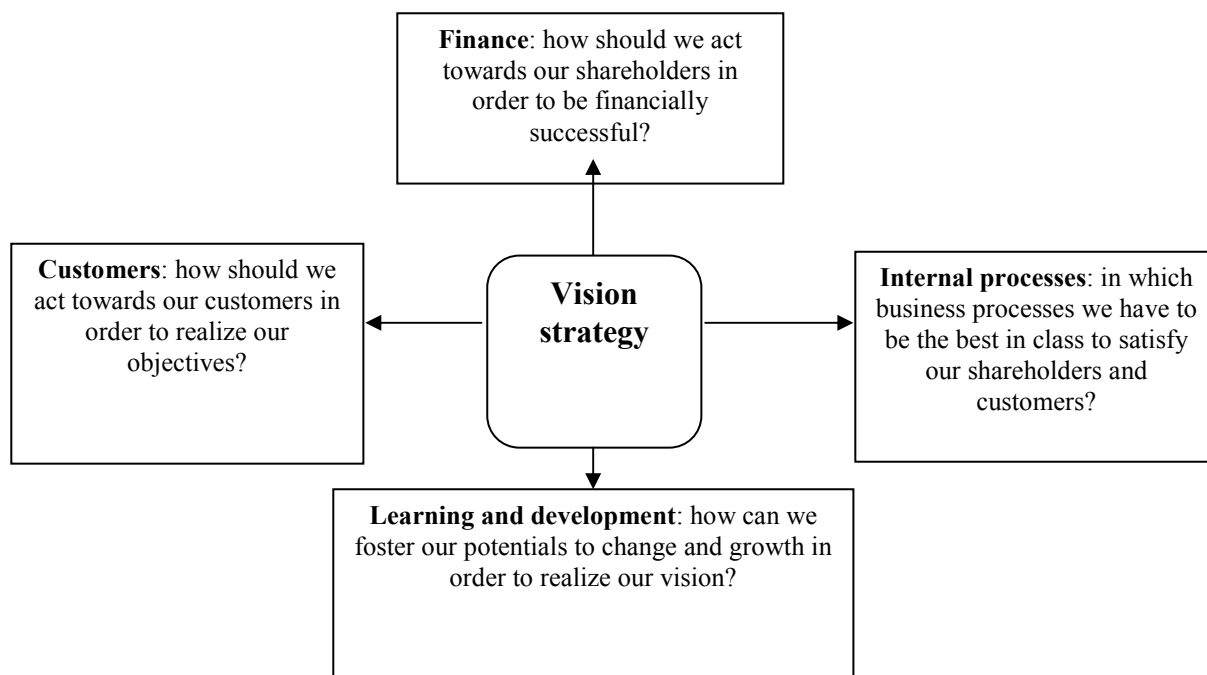 Finance: how should we act
towards our shareholders in
order to be financially
successful?
Customers: how should we
act towards our customers in
order to realize our
objectives?
Vision
strategy
Internal processes: in which
business processes we have to
be the best in class to satisfy
our shareholders and
customers?
Learning and development: how can we
foster our potentials to change and growth in
order to realize our vision?